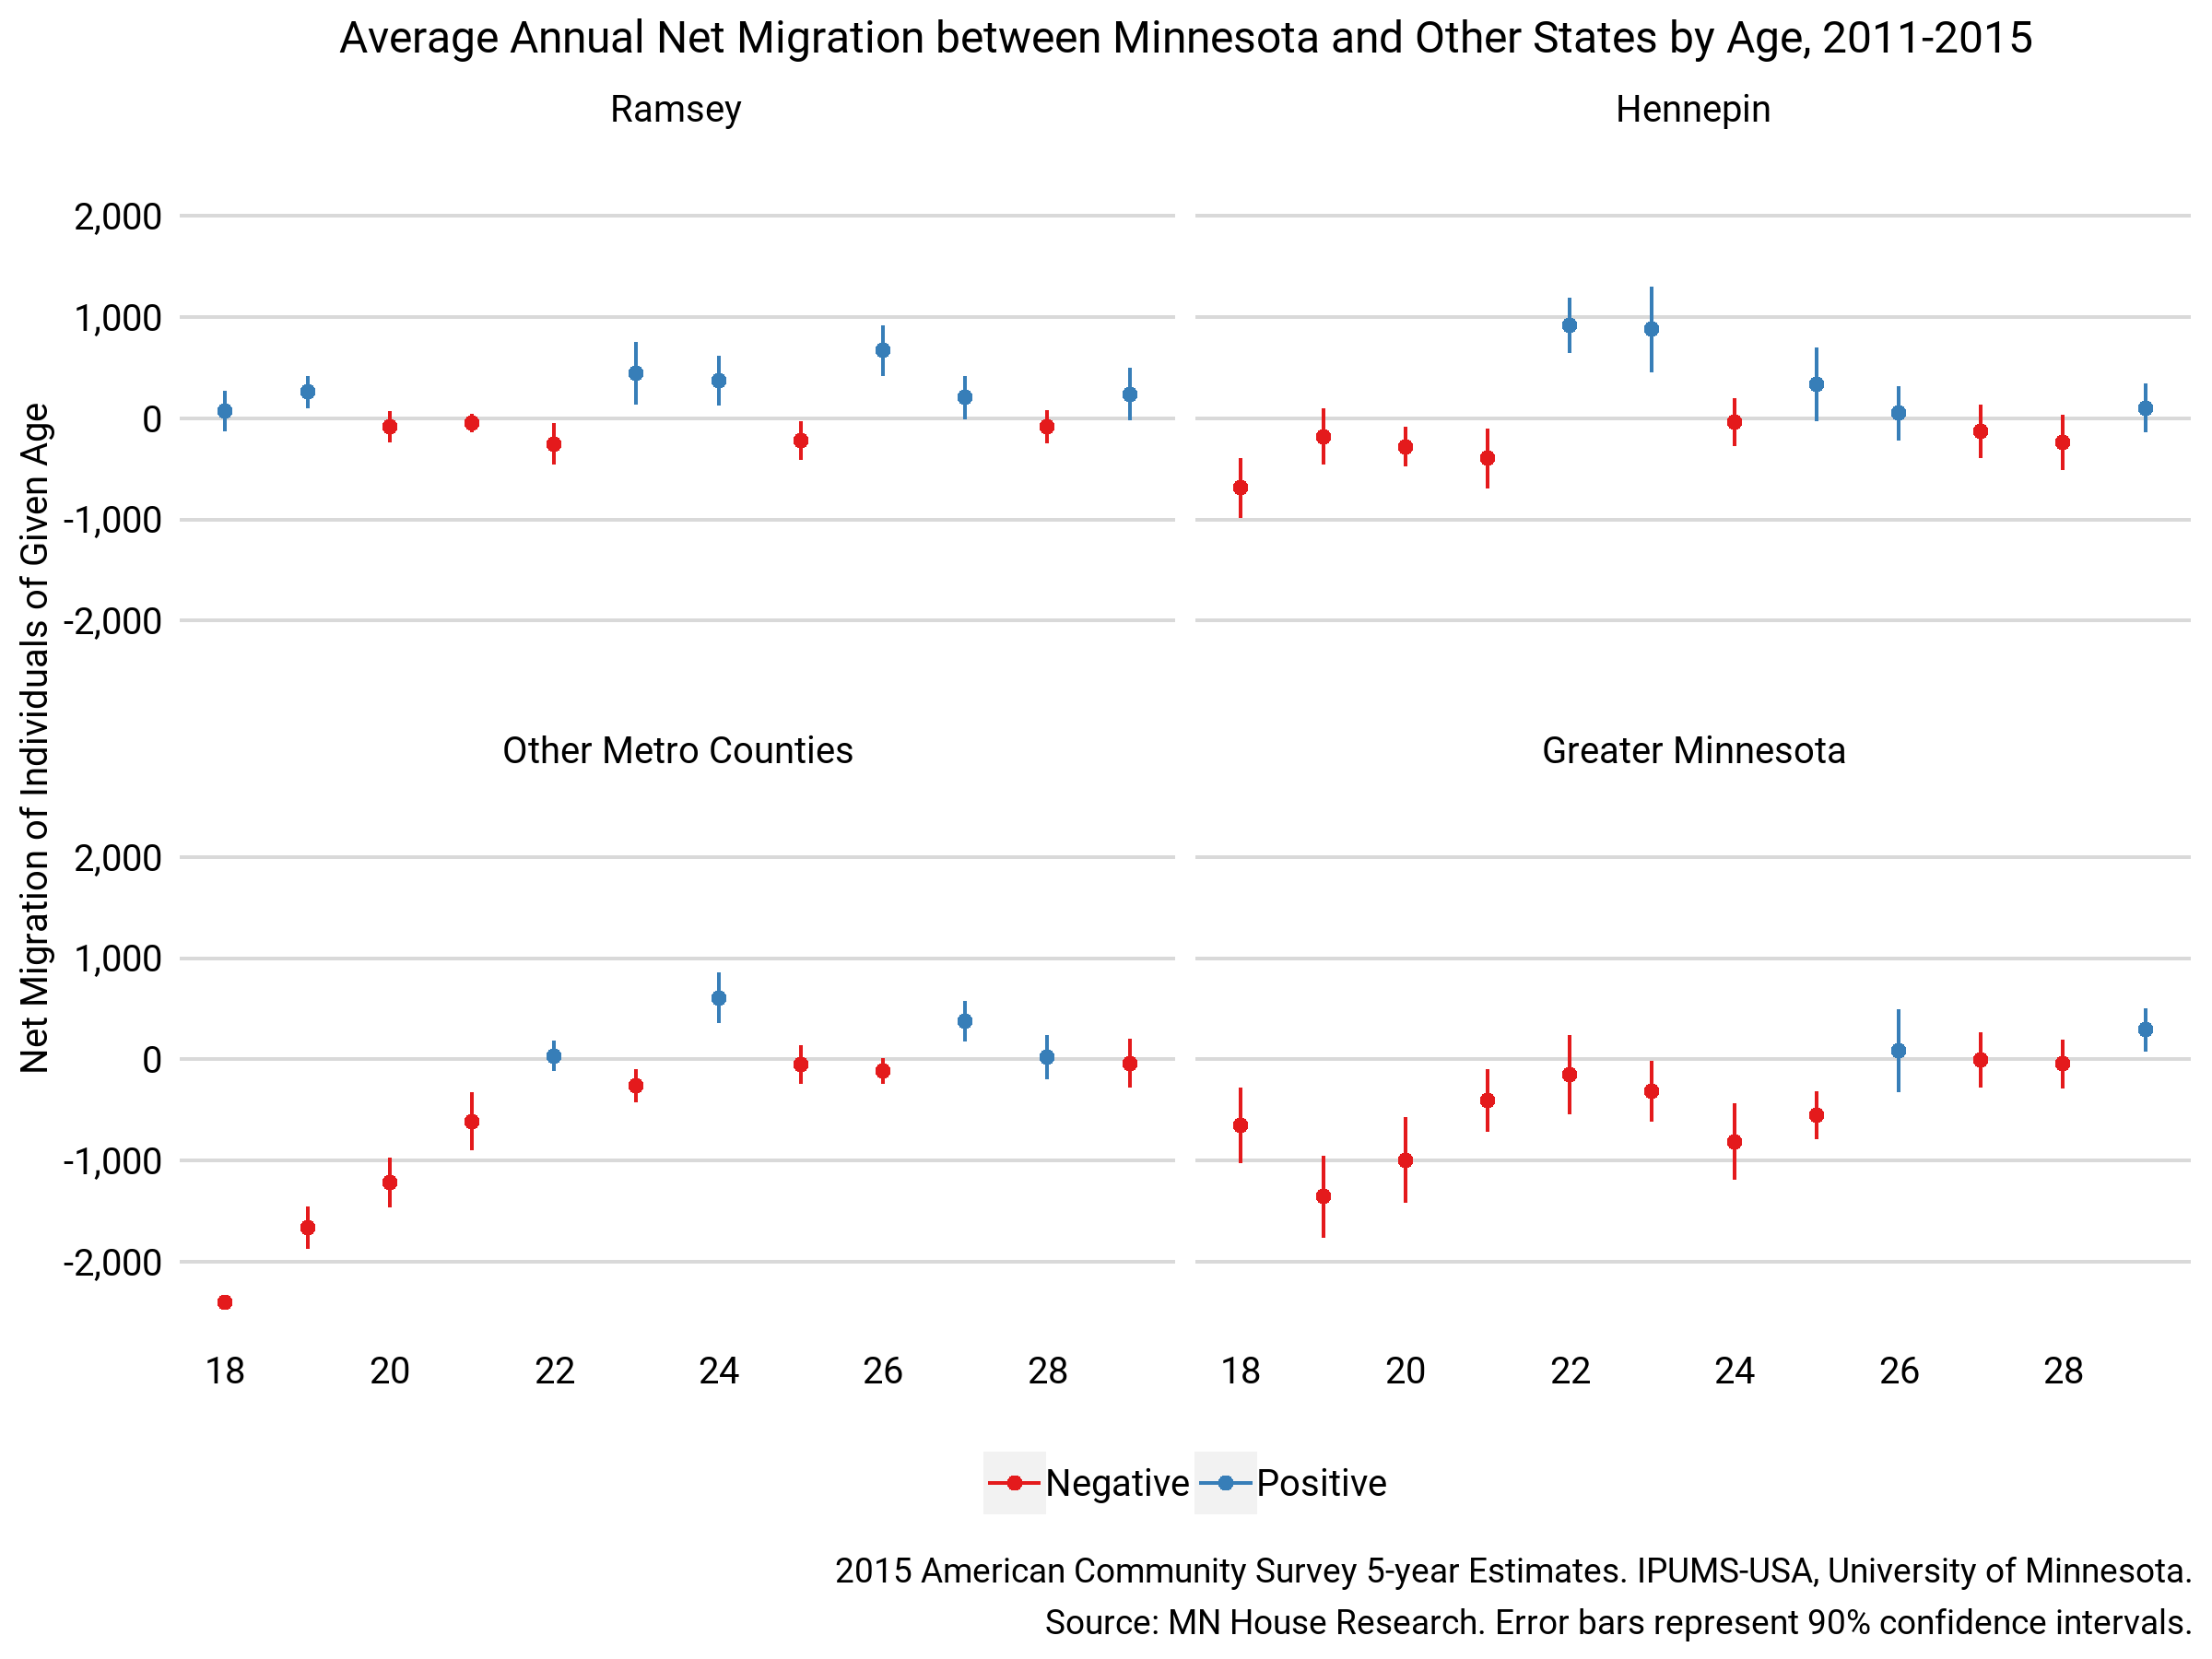 Average Annual Net Migration between Minnesota and Other States by Age, 2011-2015
Ramsey
Hennepin
Net Migration of Individuals of Given Age
2,000
1,000
0
-1,000
-2,000
Other Metro Counties
Greater Minnesota
2,000
1,000
0
-1,000
-2,000
18 20 22 24 26 28
18 20 22 24 26 28
Negative Positive
2015 American Community Survey 5-year Estimates. IPUMS-USA, University of Minnesota.
Source: MN House Research. Error bars represent 90% confidence intervals.